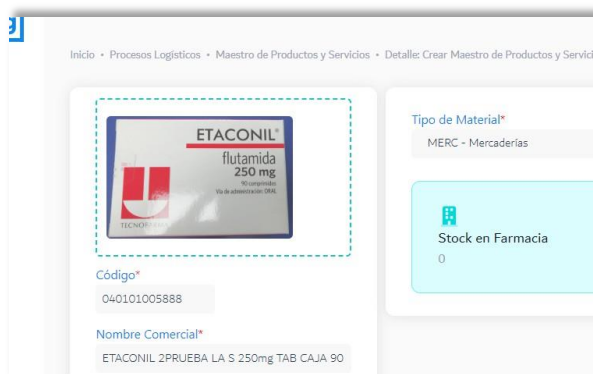 Inicio • Procesos Logísticos • Maestro de Productos y Servicios • Detalle: Crear Maestro de Productos y Servici
ETACONIL®
flutamida
250 mg
90 comprimidos
Vía de administración: ORAL
Código*
040101005888
Nombre Comercial*
ETACONIL 2PRUEBA LA S 250mg TAB CAJA 90
Tipo de Material*
MERC - Mercaderías
Stock en Farmacia
0